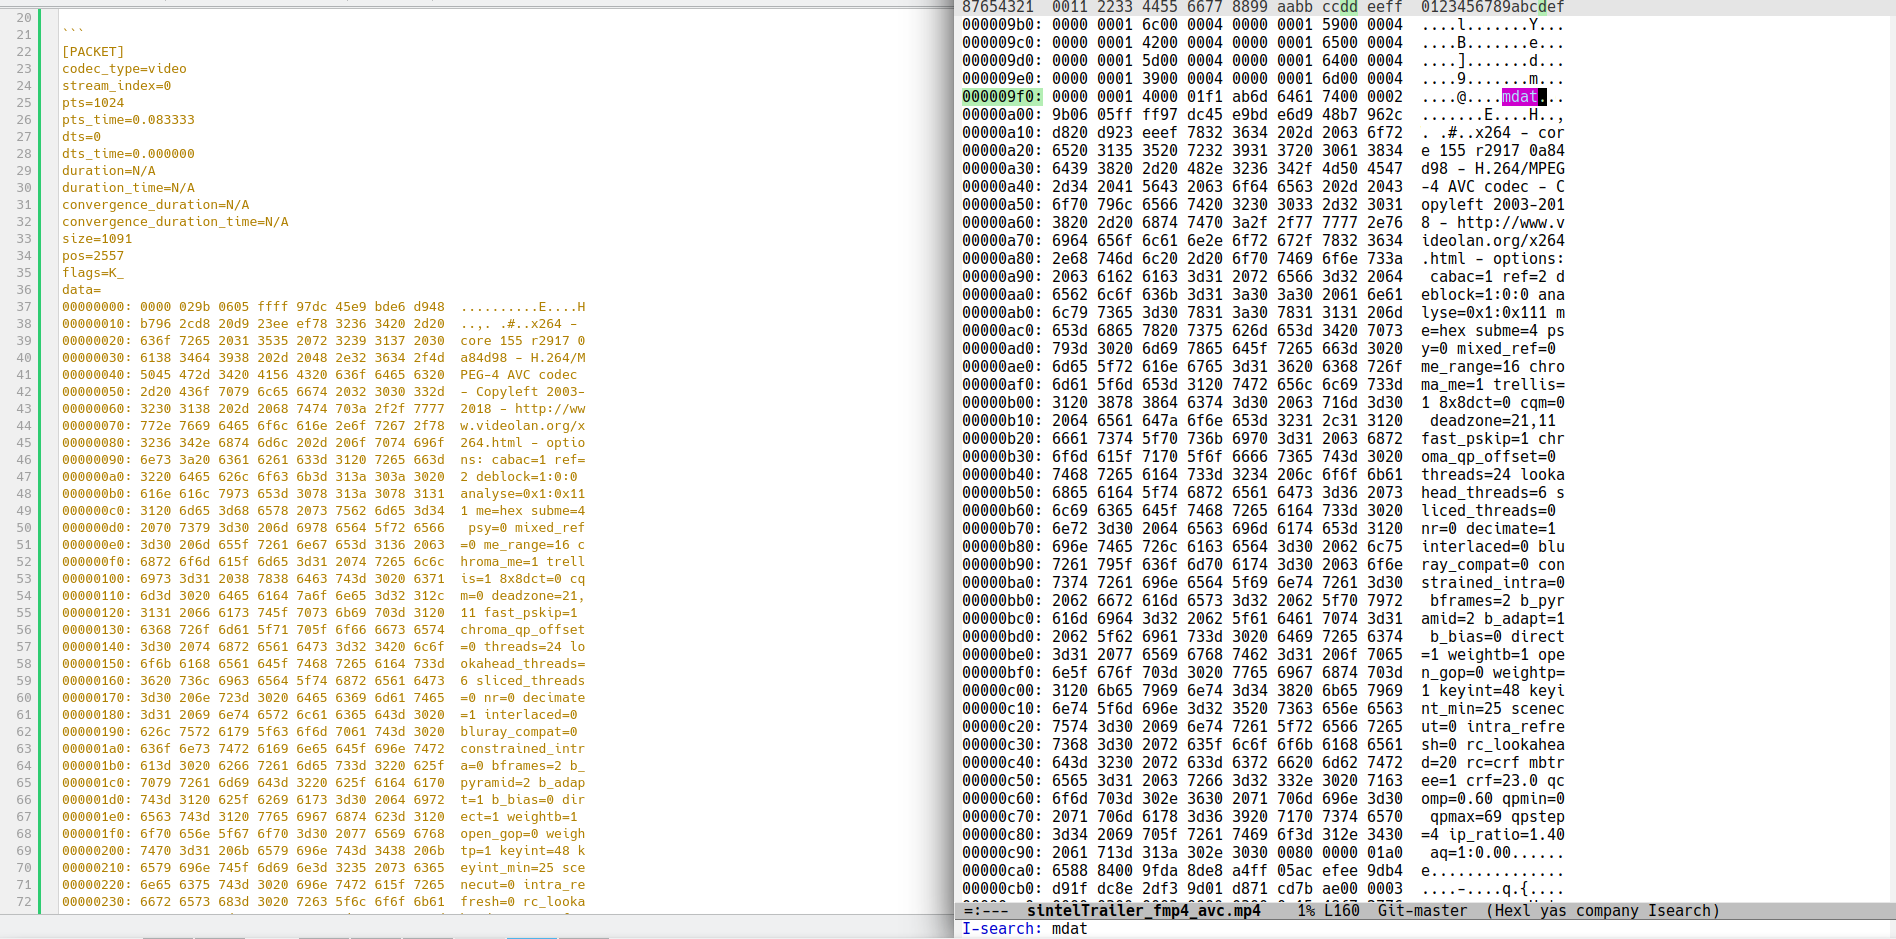 20
21 ```
22 [PACKET]
23 codec_type=video
24 stream_index=0
25 pts=1024
26 pts_time=0.083333
27 dts=0
28 dts_time=0.000000
29 duration=N/A
30 duration_time=N/A
31 convergence_duration=N/A
32 convergence_duration_time=N/A
33 size=1091
34 pos=2557
35 flags=K_
36 data=
37 00000000: 0000 029b 0605 ffff 97dc 45e9 bde6 d948  ..........E....H
38 00000010: b796 2cd8 20d9 23ee ef78 3236 3420 2d20  ..,. .#..x264 -
39 00000020: 636f 7265 2031 3535 2072 3239 3137 2030  core 155 r2917 0
40 00000030: 6138 3464 3938 202d 2048 2e32 3634 2f4d  a84d98 - H.264/M
41 00000040: 5045 472d 3420 4156 4320 636f 6465 6320  PEG-4 AVC codec
42 00000050: 2d20 436f 7079 6c65 6674 2032 3030 332d  - Copyleft 2003-
43 00000060: 3230 3138 202d 2068 7474 703a 2f2f 7777  2018 - http://ww
44 00000070: 772e 7669 6465 6f6c 616e 2e6f 7267 2f78  w.videolan.org/x
45 00000080: 3236 342e 6874 6d6c 202d 206f 7074 696f  264.html - optio
46 00000090: 6e73 3a20 6361 6261 633d 3120 7265 663d  ns: cabac=1 ref=
47 000000a0: 3220 6465 626c 6f63 6b3d 313a 303a 3020  2 deblock=1:0:0
48 000000b0: 616e 616c 7973 653d 3078 313a 3078 3131  analyse=0x1:0x11
49 000000c0: 3120 6d65 3d68 6578 2073 7562 6d65 3d34  1 me=hex subme=4
50 000000d0: 2070 7379 3d30 206d 6978 6564 5f72 6566   psy=0 mixed_ref
51 000000e0: 3d30 206d 655f 7261 6e67 653d 3136 2063  =0 me_range=16 c
52 000000f0: 6872 6f6d 615f 6d65 3d31 2074 7265 6c6c  hroma_me=1 trell
53 00000100: 6973 3d31 2038 7838 6463 743d 3020 6371  is=1 8x8dct=0 cq
54 00000110: 6d3d 3020 6465 6164 7a6f 6e65 3d32 312c  m=0 deadzone=21,
55 00000120: 3131 2066 6173 745f 7073 6b69 703d 3120  11 fast_pskip=1
56 00000130: 6368 726f 6d61 5f71 705f 6f66 6673 6574  chroma_qp_offset
57 00000140: 3d30 2074 6872 6561 6473 3d32 3420 6c6f  =0 threads=24 lo
58 00000150: 6f6b 6168 6561 645f 7468 7265 6164 733d  okahead_threads=
59 00000160: 3620 736c 6963 6564 5f74 6872 6561 6473  6 sliced_threads
60 00000170: 3d30 206e 723d 3020 6465 6369 6d61 7465  =0 nr=0 decimate
61 00000180: 3d31 2069 6e74 6572 6c61 6365 643d 3020  =1 interlaced=0
62 00000190: 626c 7572 6179 5f63 6f6d 7061 743d 3020  bluray_compat=0
63 000001a0: 636f 6e73 7472 6169 6e65 645f 696e 7472  constrained_intr
64 000001b0: 613d 3020 6266 7261 6d65 733d 3220 625f  a=0 bframes=2 b_
65 000001c0: 7079 7261 6d69 643d 3220 625f 6164 6170  pyramid=2 b_adap
66 000001d0: 743d 3120 625f 6269 6173 3d30 2064 6972  t=1 b_bias=0 dir
67 000001e0: 6563 743d 3120 7765 6967 6874 623d 3120  ect=1 weightb=1
68 000001f0: 6f70 656e 5f67 6f70 3d30 2077 6569 6768  open_gop=0 weigh
69 00000200: 7470 3d31 206b 6579 696e 743d 3438 206b  tp=1 keyint=48 k
70 00000210: 6579 696e 745f 6d69 6e3d 3235 2073 6365  eyint_min=25 sce
71 00000220: 6e65 6375 743d 3020 696e 7472 615f 7265  necut=0 intra_re
72 00000230: 6672 6573 683d 3020 7263 5f6c 6f6f 6b61  fresh=0 rc_looka
87654321  0011 2233 4455 6677 8899 aabb ccdd eeff  0123456789abcdef
000009b0: 0000 0001 6c00 0004 0000 0001 5900 0004  ....l.......Y...
000009c0: 0000 0001 4200 0004 0000 0001 6500 0004  ....B.......e...
000009d0: 0000 0001 5d00 0004 0000 0001 6400 0004  ....].......d...
000009e0: 0000 0001 3900 0004 0000 0001 6d00 0004  ....9.......m...
000009f0: 0000 0001 4000 01f1 ab6d 6461 7400 0002  ....@....mdat...
00000a00: 9b06 05ff ff97 dc45 e9bd e6d9 48b7 962c  .......E....H..,
00000a10: d820 d923 eeef 7832 3634 202d 2063 6f72  . .#..x264 - cor
00000a20: 6520 3135 3520 7232 3931 3720 3061 3834  e 155 r2917 0a84
00000a30: 6439 3820 2d20 482e 3236 342f 4d50 4547  d98 - H.264/MPEG
00000a40: 2d34 2041 5643 2063 6f64 6563 202d 2043  -4 AVC codec - C
00000a50: 6f70 796c 6566 7420 3230 3033 2d32 3031  opyleft 2003-201
00000a60: 3820 2d20 6874 7470 3a2f 2f77 7777 2e76  8 - http://www.v
00000a70: 6964 656f 6c61 6e2e 6f72 672f 7832 3634  ideolan.org/x264
00000a80: 2e68 746d 6c20 2d20 6f70 7469 6f6e 733a  .html - options:
00000a90: 2063 6162 6163 3d31 2072 6566 3d32 2064   cabac=1 ref=2 d
00000aa0: 6562 6c6f 636b 3d31 3a30 3a30 2061 6e61  eblock=1:0:0 ana
00000ab0: 6c79 7365 3d30 7831 3a30 7831 3131 206d  lyse=0x1:0x111 m
00000ac0: 653d 6865 7820 7375 626d 653d 3420 7073  e=hex subme=4 ps
00000ad0: 793d 3020 6d69 7865 645f 7265 663d 3020  y=0 mixed_ref=0
00000ae0: 6d65 5f72 616e 6765 3d31 3620 6368 726f  me_range=16 chro
00000af0: 6d61 5f6d 653d 3120 7472 656c 6c69 733d  ma_me=1 trellis=
00000b00: 3120 3878 3864 6374 3d30 2063 716d 3d30  1 8x8dct=0 cqm=0
00000b10: 2064 6561 647a 6f6e 653d 3231 2c31 3120   deadzone=21,11
00000b20: 6661 7374 5f70 736b 6970 3d31 2063 6872  fast_pskip=1 chr
00000b30: 6f6d 615f 7170 5f6f 6666 7365 743d 3020  oma_qp_offset=0
00000b40: 7468 7265 6164 733d 3234 206c 6f6f 6b61  threads=24 looka
00000b50: 6865 6164 5f74 6872 6561 6473 3d36 2073  head_threads=6 s
00000b60: 6c69 6365 645f 7468 7265 6164 733d 3020  liced_threads=0
00000b70: 6e72 3d30 2064 6563 696d 6174 653d 3120  nr=0 decimate=1
00000b80: 696e 7465 726c 6163 6564 3d30 2062 6c75  interlaced=0 blu
00000b90: 7261 795f 636f 6d70 6174 3d30 2063 6f6e  ray_compat=0 con
00000ba0: 7374 7261 696e 6564 5f69 6e74 7261 3d30  strained_intra=0
00000bb0: 2062 6672 616d 6573 3d32 2062 5f70 7972   bframes=2 b_pyr
00000bc0: 616d 6964 3d32 2062 5f61 6461 7074 3d31  amid=2 b_adapt=1
00000bd0: 2062 5f62 6961 733d 3020 6469 7265 6374   b_bias=0 direct
00000be0: 3d31 2077 6569 6768 7462 3d31 206f 7065  =1 weightb=1 ope
00000bf0: 6e5f 676f 703d 3020 7765 6967 6874 703d  n_gop=0 weightp=
00000c00: 3120 6b65 7969 6e74 3d34 3820 6b65 7969  1 keyint=48 keyi
00000c10: 6e74 5f6d 696e 3d32 3520 7363 656e 6563  nt_min=25 scenec
00000c20: 7574 3d30 2069 6e74 7261 5f72 6566 7265  ut=0 intra_refre
00000c30: 7368 3d30 2072 635f 6c6f 6f6b 6168 6561  sh=0 rc_lookahea
00000c40: 643d 3230 2072 633d 6372 6620 6d62 7472  d=20 rc=crf mbtr
00000c50: 6565 3d31 2063 7266 3d32 332e 3020 7163  ee=1 crf=23.0 qc
00000c60: 6f6d 703d 302e 3630 2071 706d 696e 3d30  omp=0.60 qpmin=0
00000c70: 2071 706d 6178 3d36 3920 7170 7374 6570   qpmax=69 qpstep
00000c80: 3d34 2069 705f 7261 7469 6f3d 312e 3430  =4 ip_ratio=1.40
00000c90: 2061 713d 313a 302e 3030 0080 0000 01a0   aq=1:0.00......
00000ca0: 6588 8400 9fda 8de8 a4ff 05ac efee 9db4  e...............
00000cb0: d91f dc8e 2df3 9d01 d871 cd7b ae00 0003  ....-....q.{....
=:---  sintelTrailer_fmp4_avc.mp4  1% L160  Git-master  (Hexl yas company Isearch)
I-search: mdat